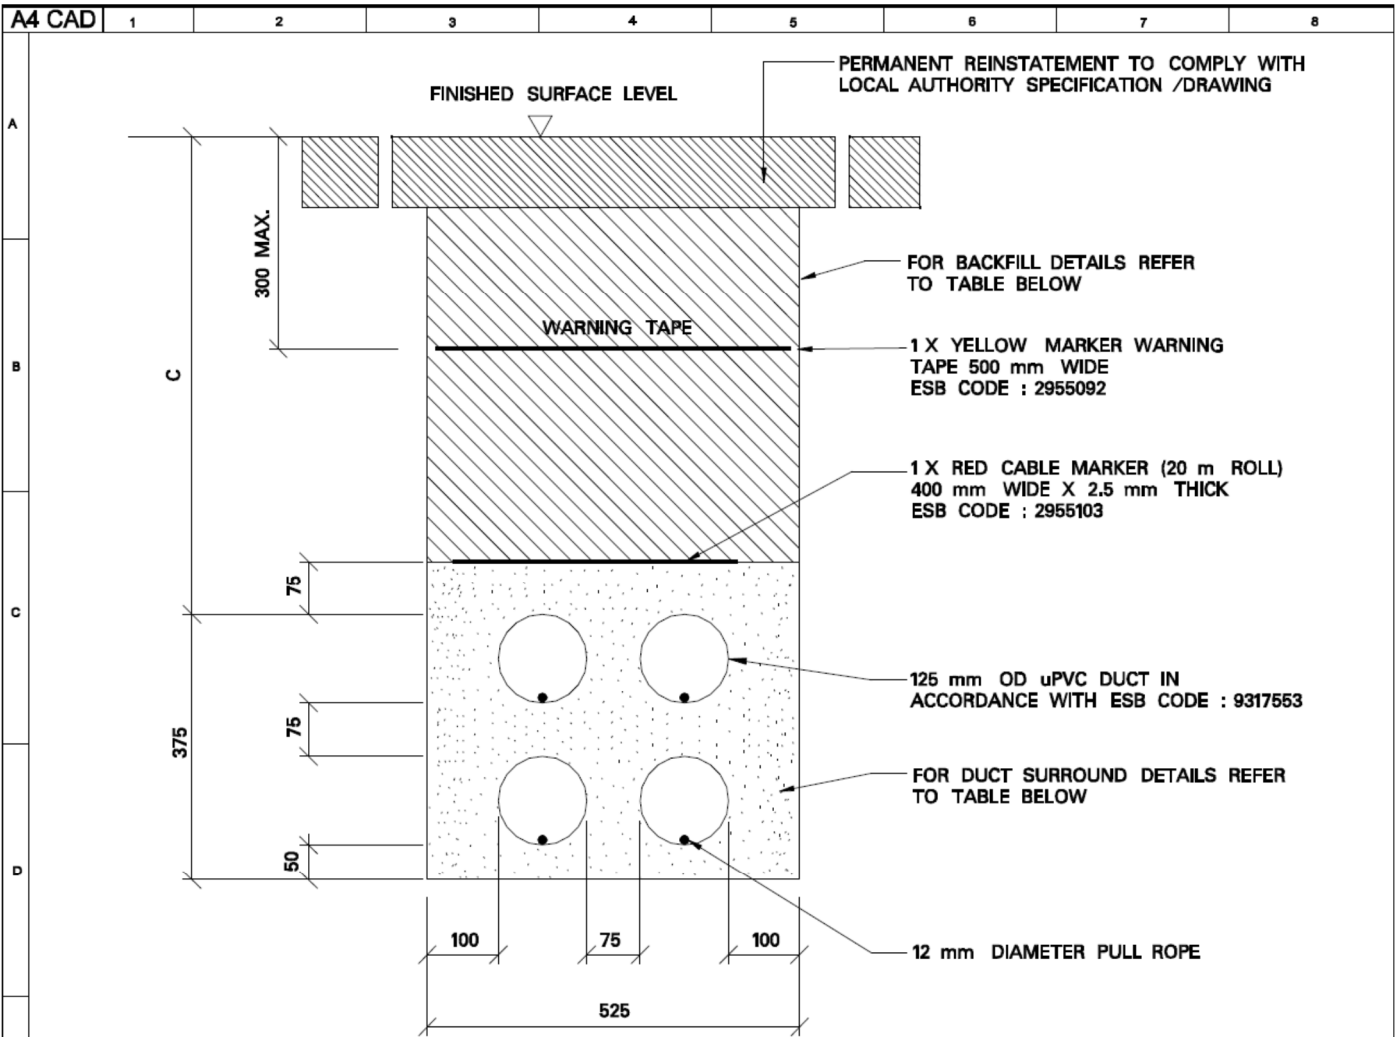 A4 CAD 1 2 3 4 5 6 7 8
PERMANENT REINSTATEMENT TO COMPLY WITH
LOCAL AUTHORITY SPECIFICATION /DRAWING
FINISHED SURFACE LEVEL
A
300 MAX.
FOR BACKFILL DETAILS REFER
TO TABLE BELOW
WARNING TAPE
1 X YELLOW MARKER WARNING
TAPE 500 mm WIDE
ESB CODE : 2955092
B
C
1 X RED CABLE MARKER (20 m ROLL)
400 mm WIDE X 2.5 mm THICK
ESB CODE : 2955103
75
C
125 mm OD uPVC DUCT IN
ACCORDANCE WITH ESB CODE : 9317553
75
375
FOR DUCT SURROUND DETAILS REFER
TO TABLE BELOW
50
D
100 75 100
12 mm DIAMETER PULL ROPE
525